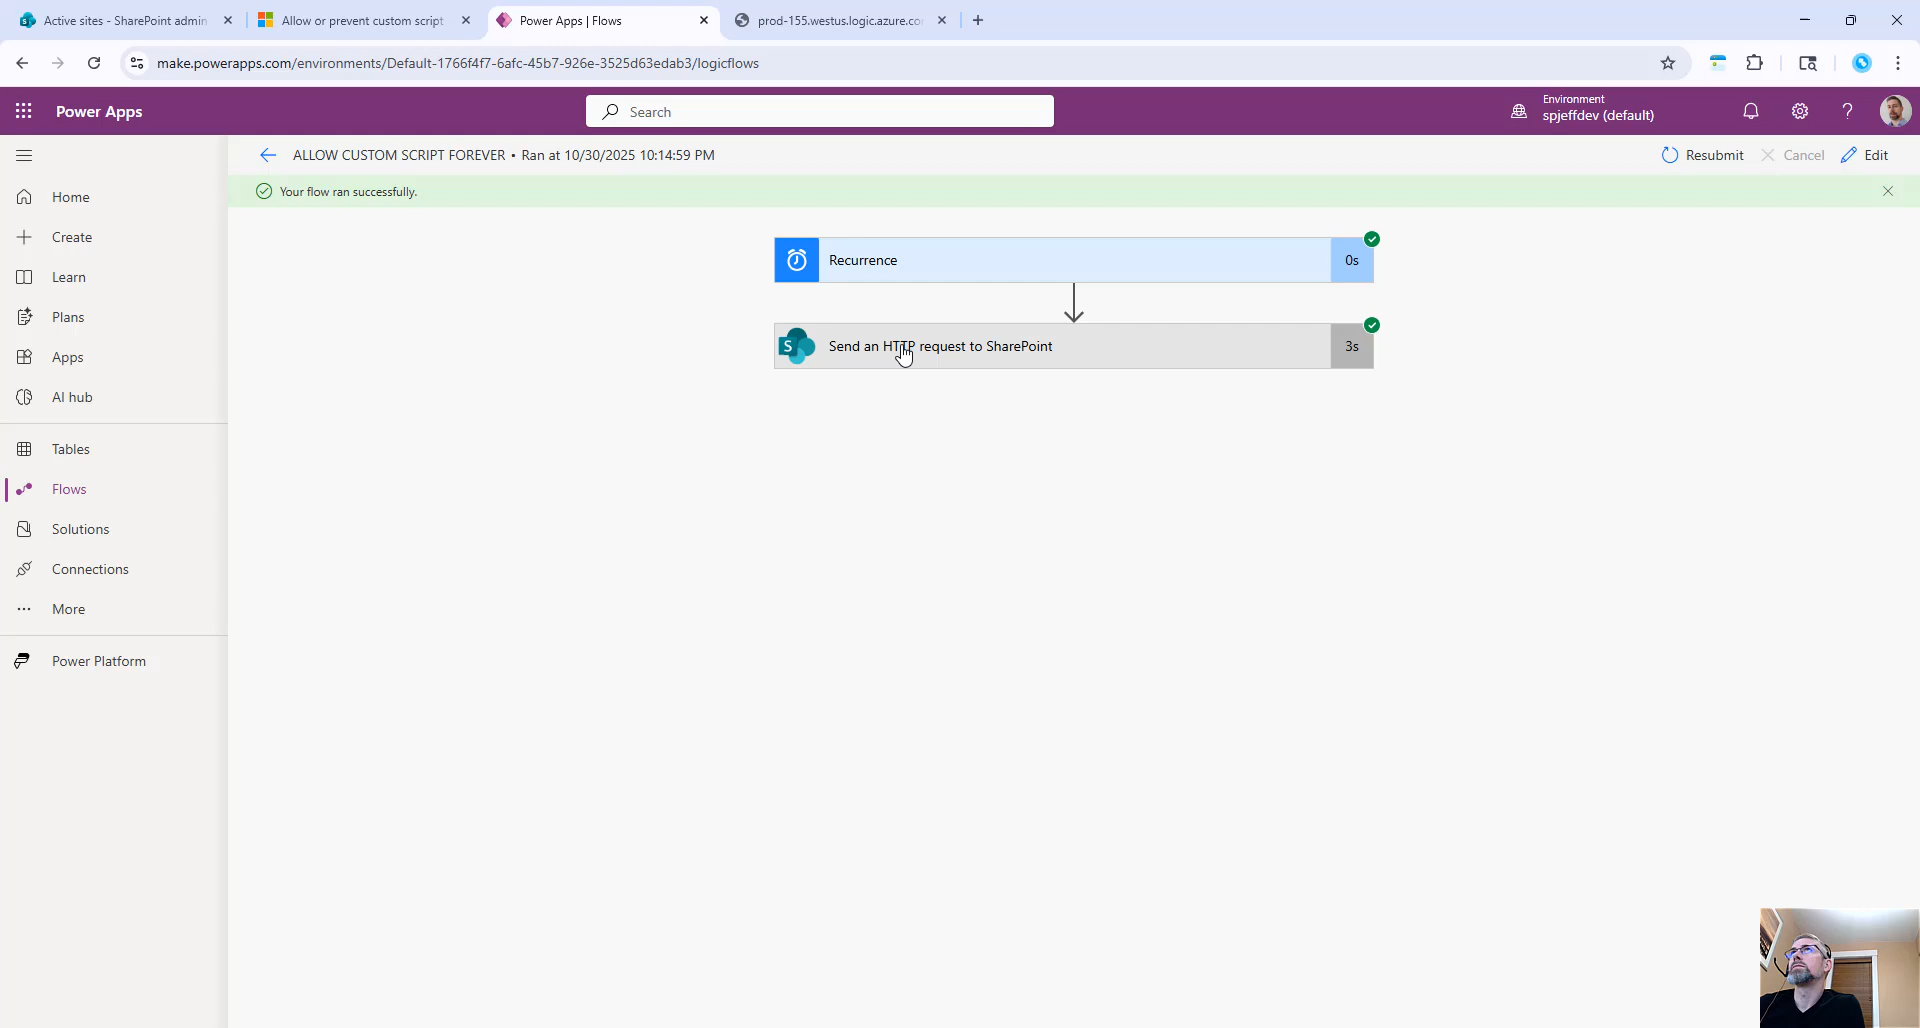 Active sites - SharePoint admin
Allow or prevent custom script
Power Apps | Flows
prod-155.westus.logic.azure.co
make.powerapps.com/environments/Default-1766f4f7-6afc-45b7-926e-3525d63edab3/logicflows
Power Apps
Search
Environment
spjeffdev (default)
ALLOW CUSTOM SCRIPT FOREVER • Ran at 10/30/2025 10:14:59 PM
Resubmit
Cancel
Edit
Your flow ran successfully.
Home
Create
Learn
Plans
Apps
AI hub
Tables
Flows
Solutions
Connections
More
Power Platform
Recurrence
0s
S
Send an HTTP request to SharePoint
3s